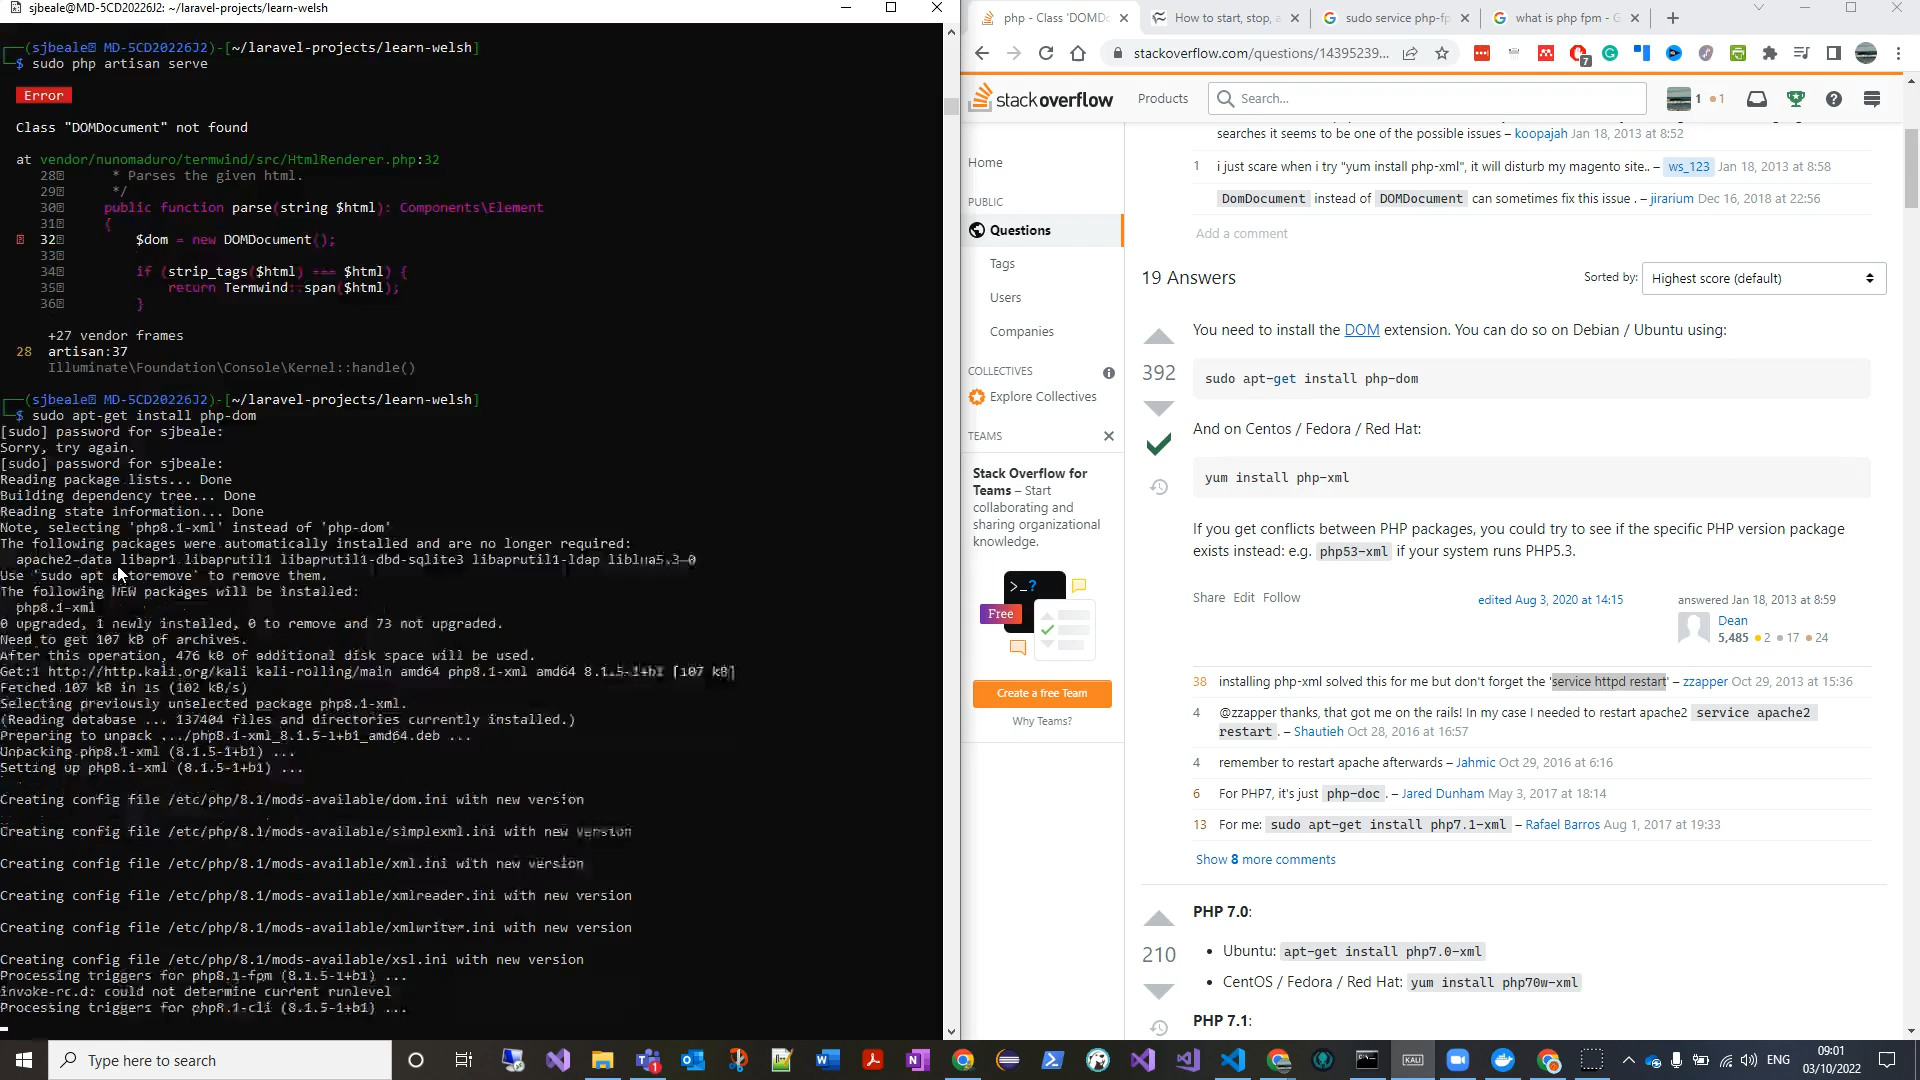 sjbeale@MD-5CD20226J2: ~/laravel-projects/learn-welsh
(sjbeale MD-5CD20226J2)-[~/laravel-projects/learn-welsh]
$ sudo php artisan serve
Error
Class "DOMDocument" not found
at vendor/nunomaduro/termwind/src/HtmlRenderer.php:32
28 * Parses the given html.
29 */
30 public function parse(string $html): Components\Element
31 {
32 $dom = new DOMDocument();
33
34 if (strip_tags($html) === $html) {
35 return Termwind::span($html);
36 }
+27 vendor frames
28 artisan:37
Illuminate\Foundation\Console\Kernel::handle()
(sjbeale MD-5CD20226J2)-[~/laravel-projects/learn-welsh]
$ sudo apt-get install php-dom
[sudo] password for sjbeale:
Sorry, try again.
[sudo] password for sjbeale:
Reading package lists... Done
Building dependency tree... Done
Reading state information... Done
Note, selecting 'php8.1-xml' instead of 'php-dom'
The following packages were automatically installed and are no longer required:
apache2-data libapr1 libaprutil1 libaprutil1-dbd-sqlite3 libaprutil1-ldap liblua5.3-0
Use 'sudo apt autoremove' to remove them.
The following NEW packages will be installed:
php8.1-xml
0 upgraded, 1 newly installed, 0 to remove and 73 not upgraded.
Need to get 107 kB of archives.
After this operation, 476 kB of additional disk space will be used.
Get:1 http://http.kali.org/kali kali-rolling/main amd64 php8.1-xml amd64 8.1.5-1+b1 [107 kB]
Fetched 107 kB in 1s (102 kB/s)
Selecting previously unselected package php8.1-xml.
(Reading database ... 137404 files and directories currently installed.)
Preparing to unpack .../php8.1-xml_8.1.5-1+b1_amd64.deb ...
Unpacking php8.1-xml (8.1.5-1+b1) ...
Setting up php8.1-xml (8.1.5-1+b1) ...
Creating config file /etc/php/8.1/mods-available/dom.ini with new version
Creating config file /etc/php/8.1/mods-available/simplexml.ini with new version
Creating config file /etc/php/8.1/mods-available/xml.ini with new version
Creating config file /etc/php/8.1/mods-available/xmlreader.ini with new version
Creating config file /etc/php/8.1/mods-available/xmlwriter.ini with new version
Creating config file /etc/php/8.1/mods-available/xsl.ini with new version
Processing triggers for php8.1-fpm (8.1.5-1+b1) ...
invoke-rc.d: could not determine current runlevel
Processing triggers for php8.1-cli (8.1.5-1+b1) ...
php - Class 'DOMDo
How to start, stop, a
sudo service php-fp
what is php fpm - G
stackoverflow.com/questions/14395239...
7
stack overflow
Products
Search...
1 1
Home
PUBLIC
Questions
Tags
Users
Companies
COLLECTIVES
Explore Collectives
TEAMS
Stack Overflow for
Teams – Start
collaborating and
sharing organizational
knowledge.
>_?
Free
Create a free Team
Why Teams?
searches it seems to be one of the possible issues – koopajah Jan 18, 2013 at 8:52
1 i just scare when i try "yum install php-xml", it will disturb my magento site.. – ws_123 Jan 18, 2013 at 8:58
DomDocument instead of DOMDocument can sometimes fix this issue . – jirarium Dec 16, 2018 at 22:56
Add a comment
19 Answers
Sorted by:
Highest score (default)
392
You need to install the DOM extension. You can do so on Debian / Ubuntu using:
sudo apt-get install php-dom
And on Centos / Fedora / Red Hat:
yum install php-xml
If you get conflicts between PHP packages, you could try to see if the specific PHP version package
exists instead: e.g. php53-xml if your system runs PHP5.3.
Share Edit Follow
edited Aug 3, 2020 at 14:15
answered Jan 18, 2013 at 8:59
Dean
5,485 2 17 24
38 installing php-xml solved this for me but don't forget the 'service httpd restart' – zzapper Oct 29, 2013 at 15:36
4 @zzapper thanks, that got me on the rails! In my case I needed to restart apache2 service apache2
restart . – Shautieh Oct 28, 2016 at 16:57
4 remember to restart apache afterwards – Jahmic Oct 29, 2016 at 6:16
6 For PHP7, it's just php-doc . – Jared Dunham May 3, 2017 at 18:14
13 For me: sudo apt-get install php7.1-xml – Rafael Barros Aug 1, 2017 at 19:33
Show 8 more comments
210
PHP 7.0:
• Ubuntu: apt-get install php7.0-xml
• CentOS / Fedora / Red Hat: yum install php70w-xml
PHP 7.1:
Type here to search
KALI
ENG
09:01
03/10/2022